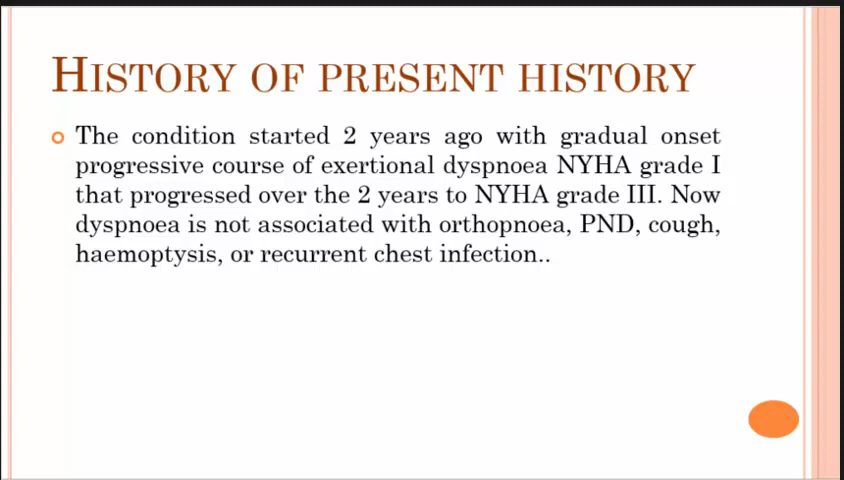 HISTORY OF PRESENT HISTORY
The condition started 2 years ago with gradual onset
progressive course of exertional dyspnoea NYHA grade I
that progressed over the 2 years to NYHA grade III. Now
dyspnoea is not associated with orthopnoea, PND, cough,
haemoptysis, or recurrent chest infection..